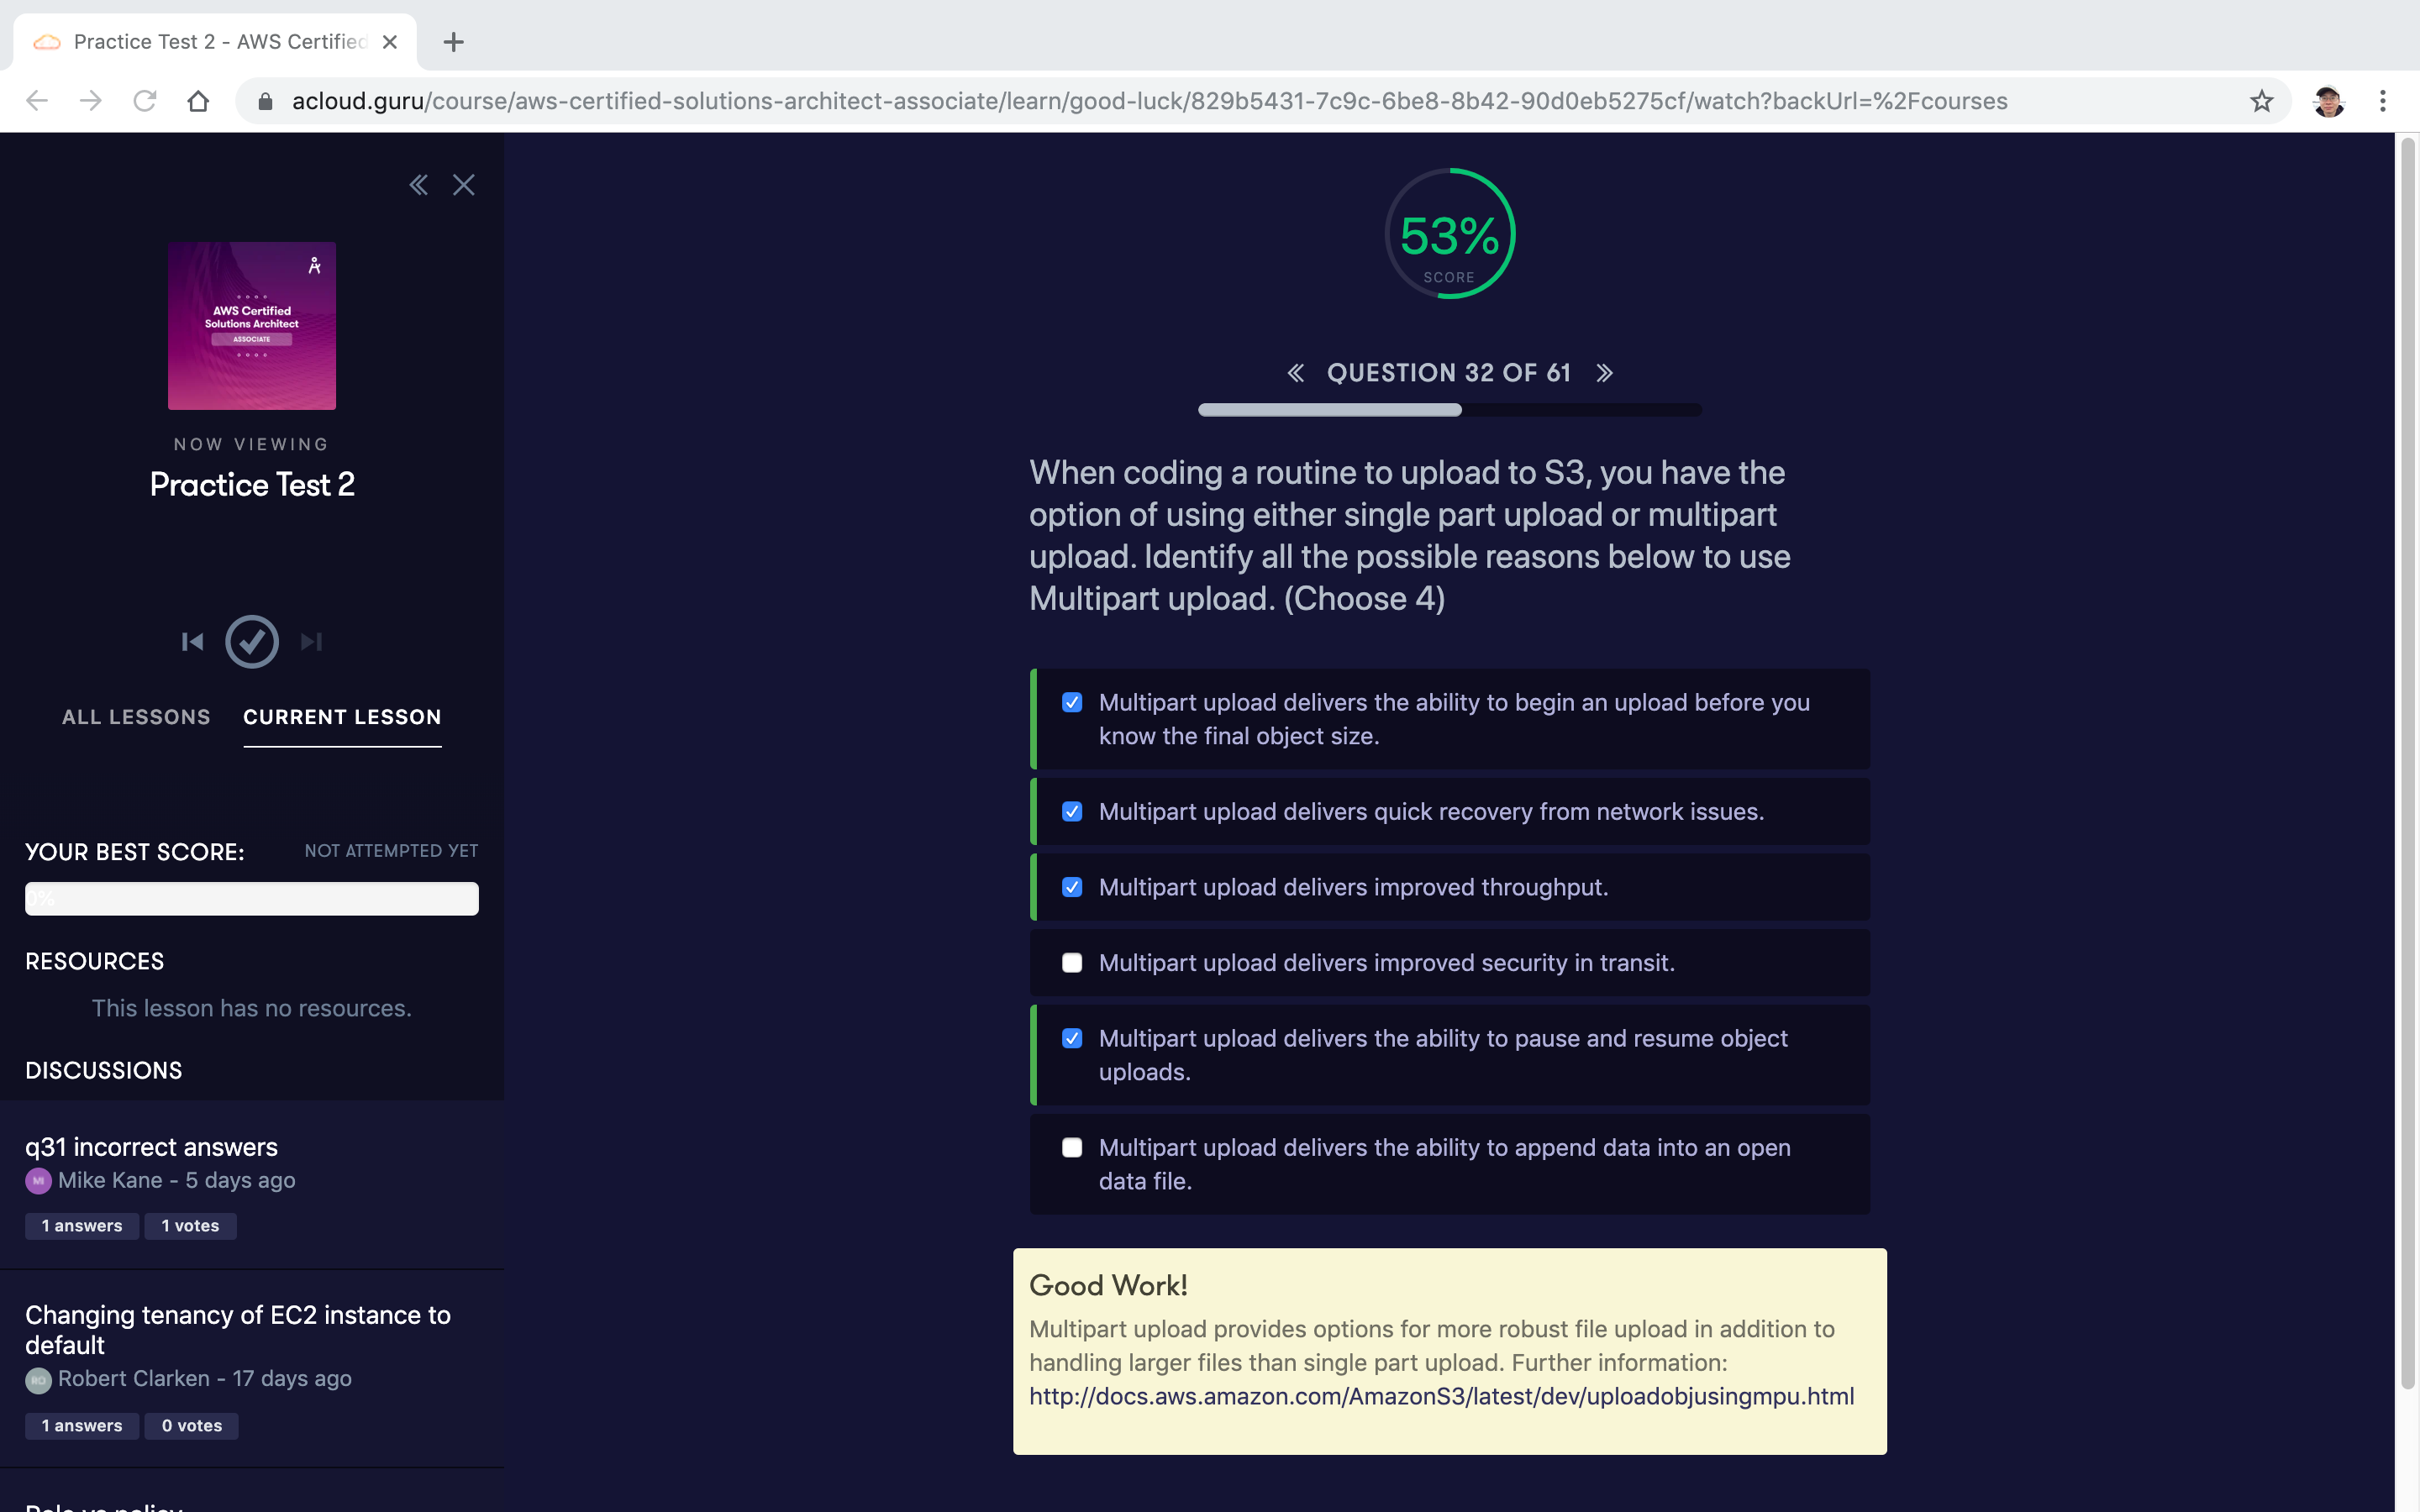 Practice Test 2 - AWS Certified
acloud.guru/course/aws-certified-solutions-architect-associate/learn/good-luck/829b5431-7c9c-6be8-8b42-90d0eb5275cf/watch?backUrl=%2Fcourses
AWS Certified
Solutions Architect
ASSOCIATE
NOW VIEWING
Practice Test 2
ALL LESSONS
CURRENT LESSON
YOUR BEST SCORE:
NOT ATTEMPTED YET
0%
RESOURCES
This lesson has no resources.
DISCUSSIONS
q31 incorrect answers
MI
Mike Kane - 5 days ago
1 answers
1 votes
Changing tenancy of EC2 instance to
default
RO
Robert Clarken - 17 days ago
1 answers
0 votes
53%
SCORE
QUESTION 32 OF 61
When coding a routine to upload to S3, you have the
option of using either single part upload or multipart
upload. Identify all the possible reasons below to use
Multipart upload. (Choose 4)
Multipart upload delivers the ability to begin an upload before you
know the final object size.
Multipart upload delivers quick recovery from network issues.
Multipart upload delivers improved throughput.
Multipart upload delivers improved security in transit.
Multipart upload delivers the ability to pause and resume object
uploads.
Multipart upload delivers the ability to append data into an open
data file.
Good Work!
Multipart upload provides options for more robust file upload in addition to
handling larger files than single part upload. Further information:
http://docs.aws.amazon.com/AmazonS3/latest/dev/uploadobjusingmpu.html